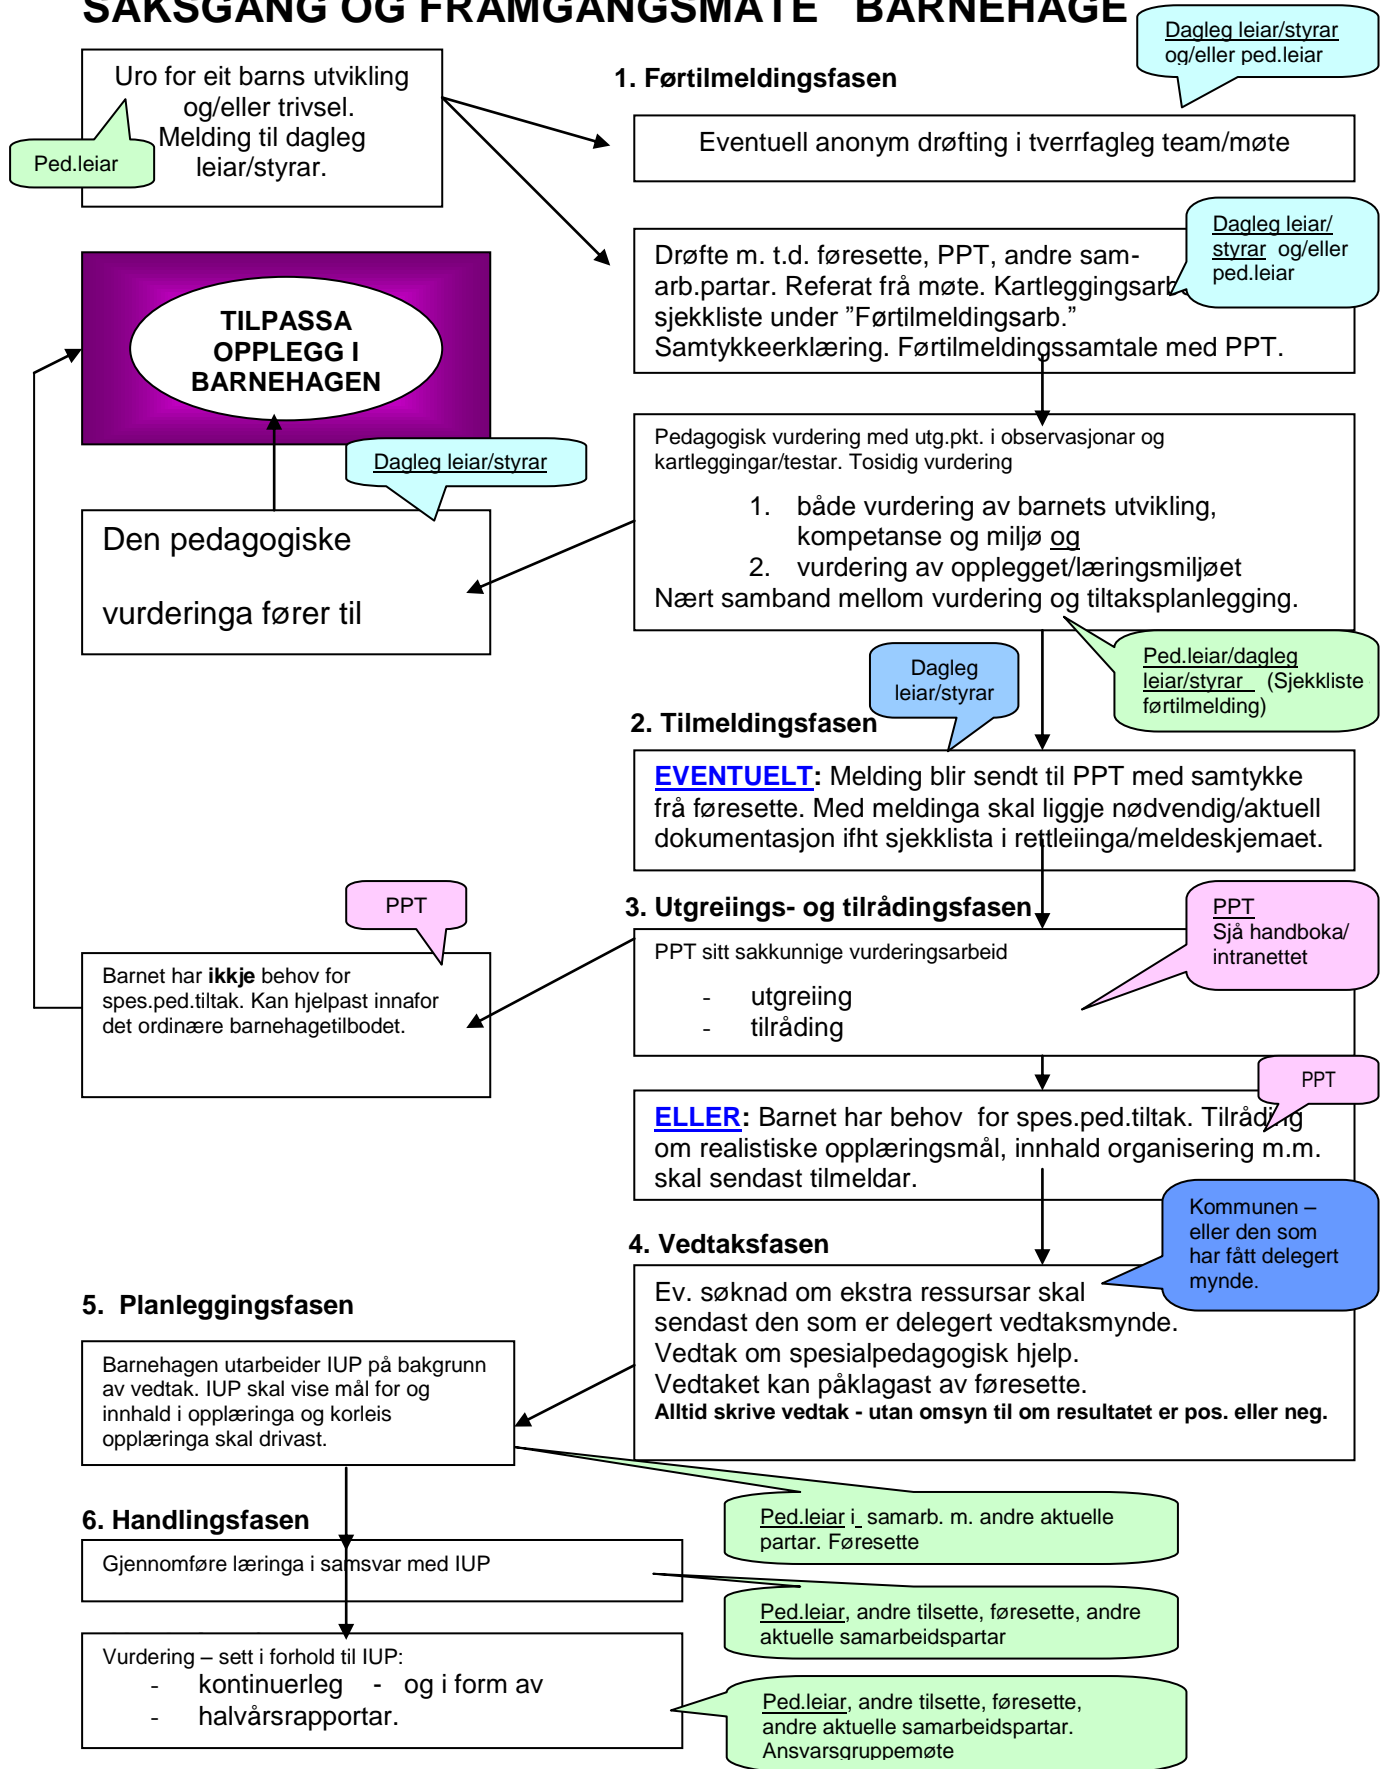 SAKSGANG OG FRAMGANGSMÅTE BARNEHAGE
Dagleg leiar/styrar
og/eller ped.leiar
Uro for eit barns utvikling
og/eller trivsel.
Melding til dagleg
leiar/styrar.
Ped.leiar
1. Førtilmeldingsfasen
Eventuell anonym drøfting i tverrfagleg team/møte
Drøfte m. t.d. føresette, PPT, andre sam-
arb.partar. Referat frå møte. Kartleggingsarb
sjekkliste under ”Førtilmeldingsarb.”
Samtykkeerklæring. Førtilmeldingssamtale med PPT.
Dagleg leiar/
styrar og/eller
ped.leiar
TILPASSA
OPPLEGG I
BARNEHAGEN
Dagleg leiar/styrar
Den pedagogiske
vurderinga fører til
Pedagogisk vurdering med utg.pkt. i observasjonar og
kartleggingar/testar. Tosidig vurdering
1. både vurdering av barnets utvikling,
kompetanse og miljø og
2. vurdering av opplegget/læringsmiljøet
Nært samband mellom vurdering og tiltaksplanlegging.
Ped.leiar/dagleg
leiar/styrar (Sjekkliste
førtilmelding)
Dagleg
leiar/styrar
2. Tilmeldingsfasen
EVENTUELT: Melding blir sendt til PPT med samtykke
frå føresette. Med meldinga skal liggje nødvendig/aktuell
dokumentasjon ifht sjekklista i rettleiinga/meldeskjemaet.
3. Utgreiings- og tilrådingsfasen
PPT
Sjå handboka/
intranettet
PPT sitt sakkunnige vurderingsarbeid
- utgreiing
- tilråding
PPT
Barnet har ikkje behov for
spes.ped.tiltak. Kan hjelpast innafor
det ordinære barnehagetilbodet.
PPT
ELLER: Barnet har behov for spes.ped.tiltak. Tilråding
om realistiske opplæringsmål, innhald organisering m.m.
skal sendast tilmeldar.
Kommunen –
eller den som
har fått delegert
mynde.
4. Vedtaksfasen
Ev. søknad om ekstra ressursar skal
sendast den som er delegert vedtaksmynde.
Vedtak om spesialpedagogisk hjelp.
Vedtaket kan påklagast av føresette.
Alltid skrive vedtak - utan omsyn til om resultatet er pos. eller neg.
5. Planleggingsfasen
Barnehagen utarbeider IUP på bakgrunn
av vedtak. IUP skal vise mål for og
innhald i opplæringa og korleis
opplæringa skal drivast.
Ped.leiar i samarb. m. andre aktuelle
partar. Føresette
6. Handlingsfasen
Gjennomføre læringa i samsvar med IUP
Ped.leiar, andre tilsette, føresette, andre
aktuelle samarbeidspartar
Vurdering – sett i forhold til IUP:
- kontinuerleg - og i form av
- halvårsrapportar.
Ped.leiar, andre tilsette, føresette,
andre aktuelle samarbeidspartar.
Ansvarsgruppemøte